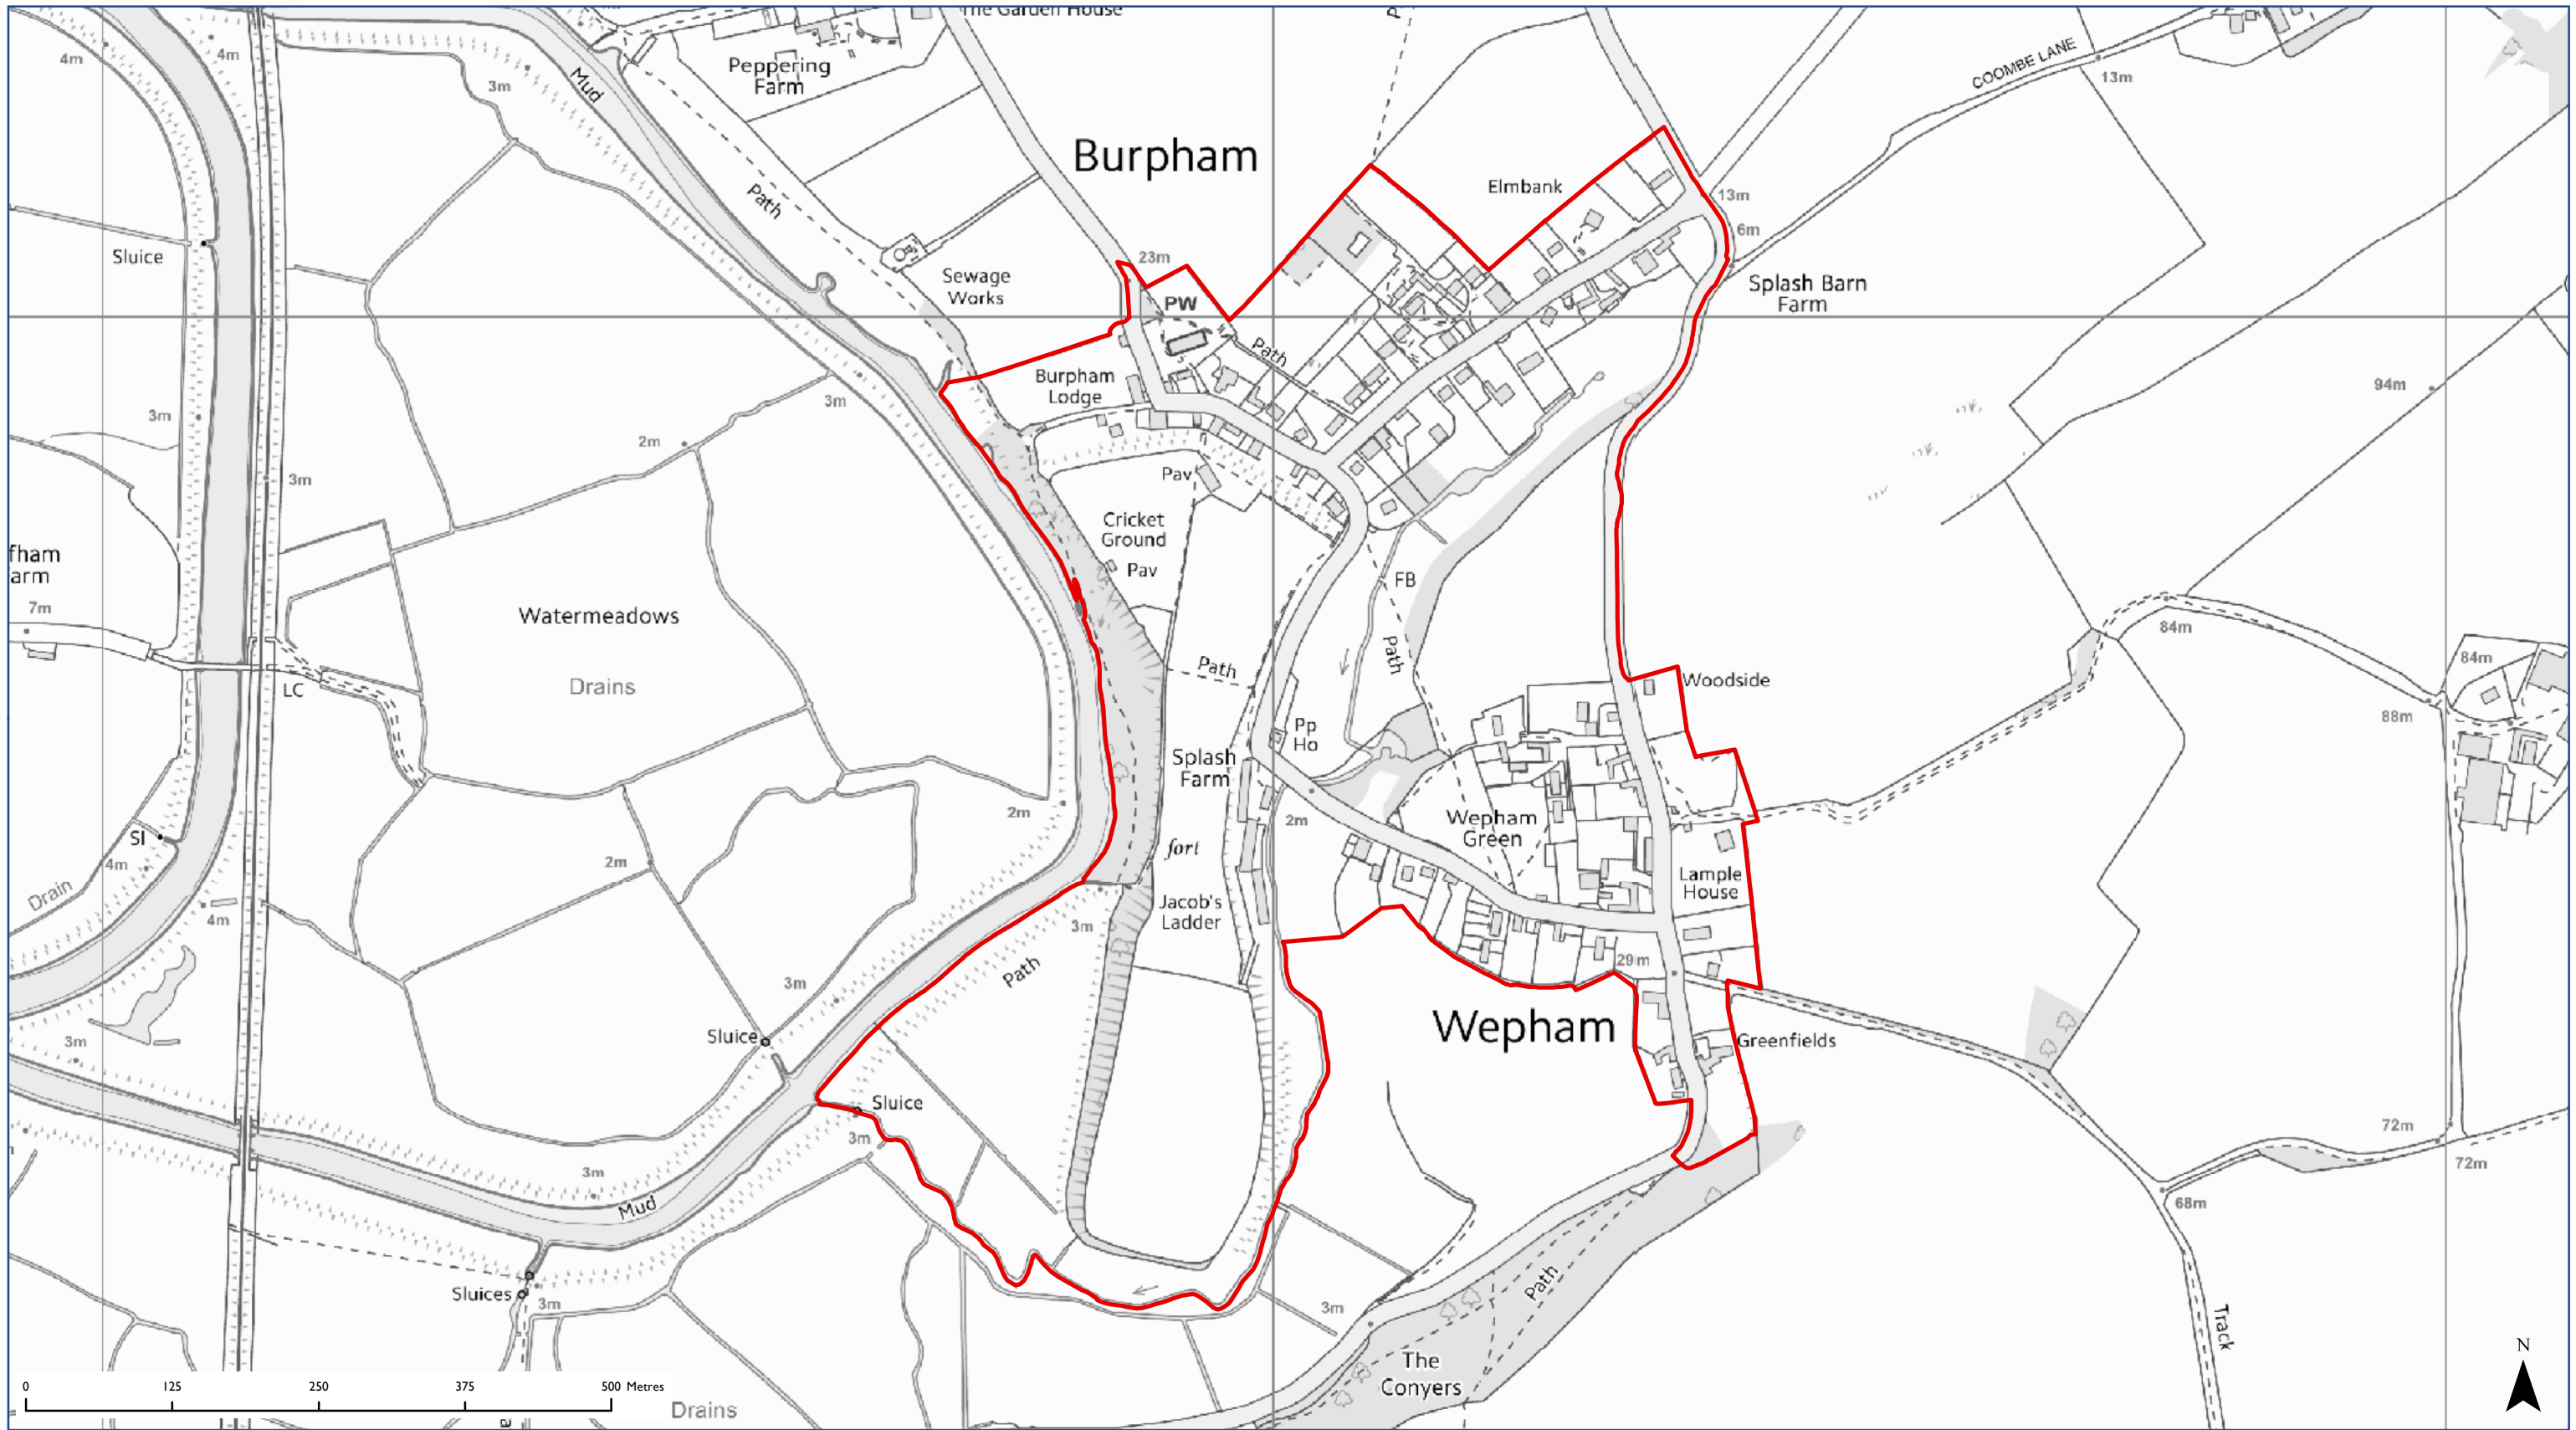 The Garden House
4m
4m
Peppering
Farm
COOMBE LANE
13m
3m
Mud
Burpham
Elmbank
Path
13m
6m
Sluice
23m
Sewage
Works
PW
Splash Barn
Farm
Path
Burpham
Lodge
94m
3m
3m
2m
3m
Pav
Cricket
Ground
Pav
fham
arm
FB
7m
Watermeadows
Path
Path
84m
84m
Drains
LC
Woodside
88m
Pp
Ho
Splash
Farm
2m
2m
Wepham
Green
SI
4m
2m
fort
Drain
Lample
House
4m
Jacob's
Ladder
3m
29m
Path
3m
Wepham
3m
Sluice
Greenfields
Sluice
3m
72m
72m
3m
Mud
68m
Path
Sluices
3m
3m
Track
N
The
Conyers
0 125 250 375 500 Metres
Drains